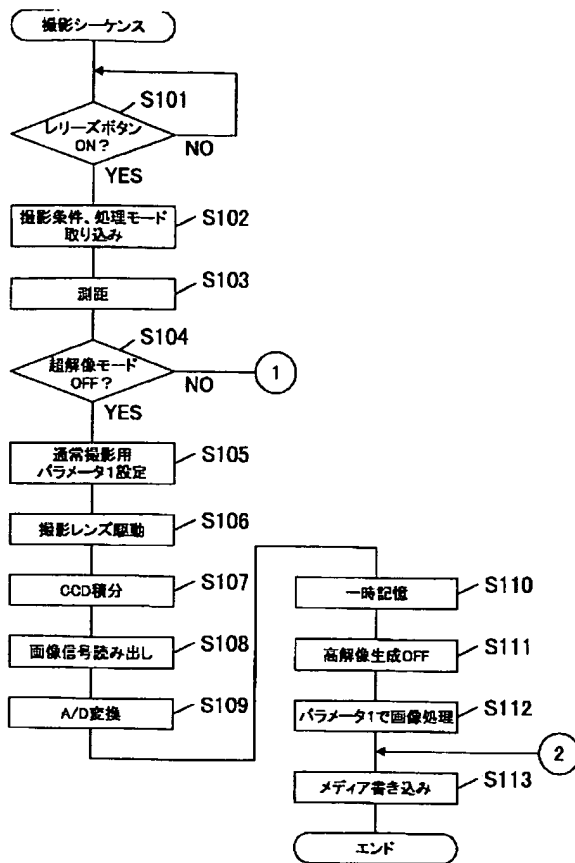 撮影シーケンス
S101
レリーズボタン
ON?
NO
YES
撮影条件、処理モード
取り込み
S102
測距
S103
S104
超解像モード
OFF?
NO
1
YES
通常撮影用
パラメータ1設定
S105
撮影レンズ駆動
S106
CCD積分
S107
画像信号読み出し
S108
A/D変換
S109
一時記憶
S110
高解像生成OFF
S111
パラメータ1で画像処理
S112
2
メディア書き込み
S113
エンド